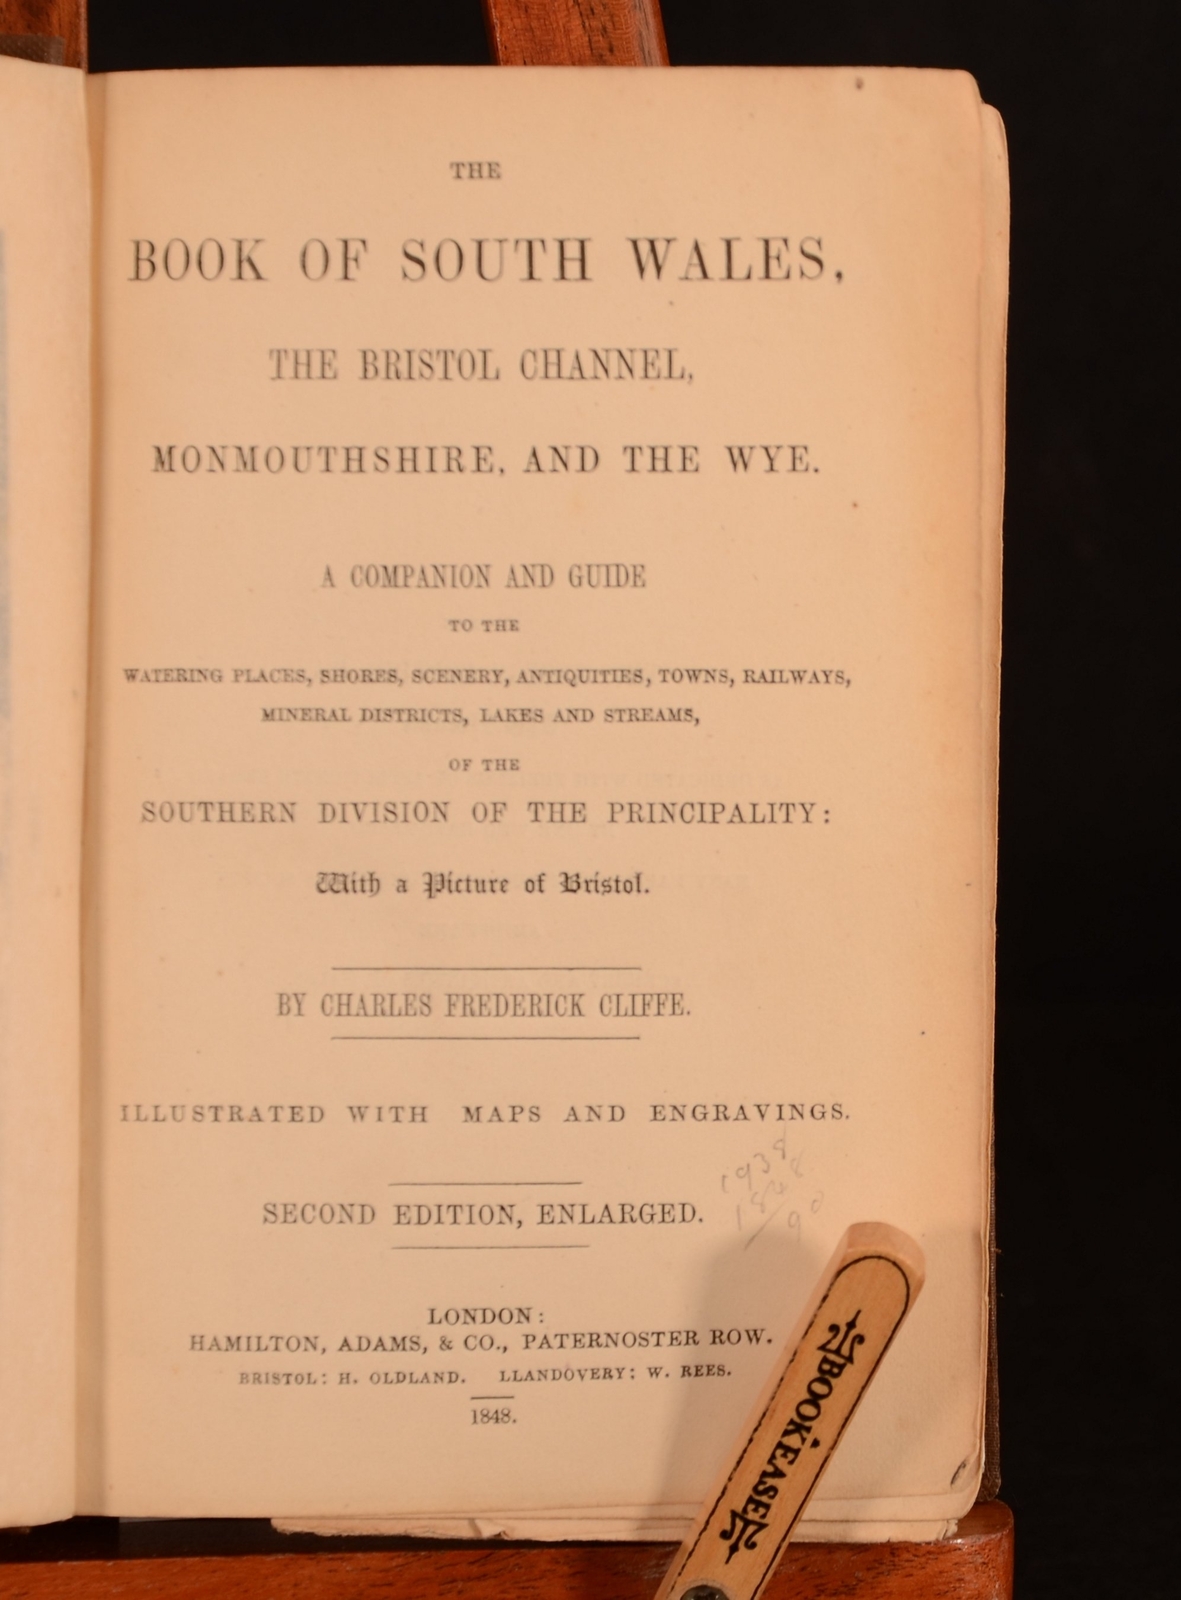 THE
BOOK OF SOUTH WALES,
THE BRISTOL CHANNEL,
MONMOUTHSHIRE, AND THE WYE.
A COMPANION AND GUIDE
TO THE
WATERING PLACES, SHORES, SCENERY, ANTIQUITIES, TOWNS, RAILWAYS,
MINERAL DISTRICTS, LAKES AND STREAMS,
OF THE
SOUTHERN DIVISION OF THE PRINCIPALITY:
With a Picture of Bristol.
BY CHARLES FREDERICK CLIFFE.
ILLUSTRATED WITH MAPS AND ENGRAVINGS.
SECOND EDITION, ENLARGED.
LONDON:
HAMILTON, ADAMS, & CO., PATERNOSTER ROW.
BRISTOL: H. OLDLAND. LLANDOVERY: W. REES.
1848.
1938
BOOKEASE